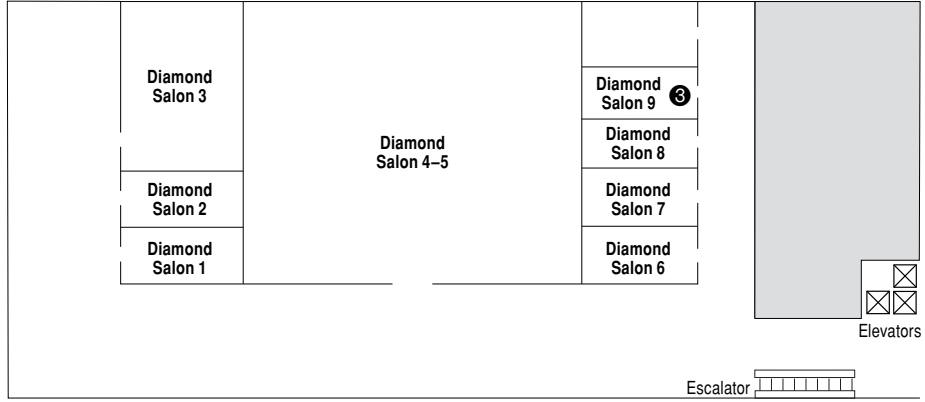 Diamond
Salon 3
Diamond
Salon 2
Diamond
Salon 1
Diamond
Salon 4–5
Diamond
Salon 9 ❸
Diamond
Salon 8
Diamond
Salon 7
Diamond
Salon 6
Elevators
Escalator